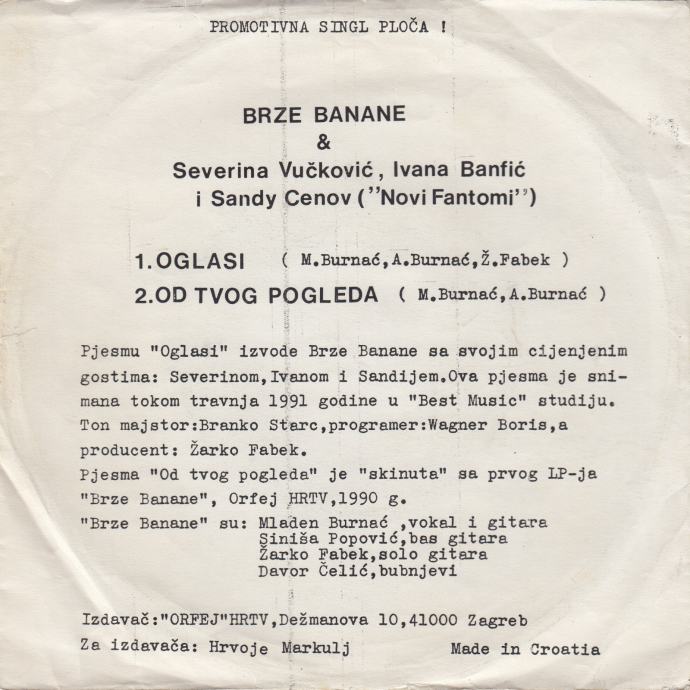 PROMOTIVNA SINGL PLOČA !
BRZE BANANE
&
Severina Vučković, Ivana Banfić
i Sandy Cenov (''Novi Fantomi'')
1.OGLASI ( M.Burnać,A.Burnać,Ž.Fabek )
2.OD TVOG POGLEDA ( M.Burnać,A.Burnać )
Pjesmu "Oglasi" izvode Brze Banane sa svojim cijenjenim
gostima: Severinom,Ivanom i Sandijem.Ova pjesma je sni-
mana tokom travnja 1991 godine u "Best Music" studiju.
Ton majstor:Branko Starc,programer:Wagner Boris,a
producent: Žarko Fabek.
Pjesma "Od tvog pogleda" je "skinuta" sa prvog LP-ja
"Brze Banane", Orfej HRTV,1990 g.
"Brze Banane" su: Mladen Burnać ,vokal i gitara
Siniša Popović,bas gitara
Žarko Fabek,solo gitara
Davor Čelić,bubnjevi
Izdavač:"ORFEJ"HRTV,Dežmanova 10,41000 Zagreb
Za izdavača: Hrvoje Markulj Made in Croatia